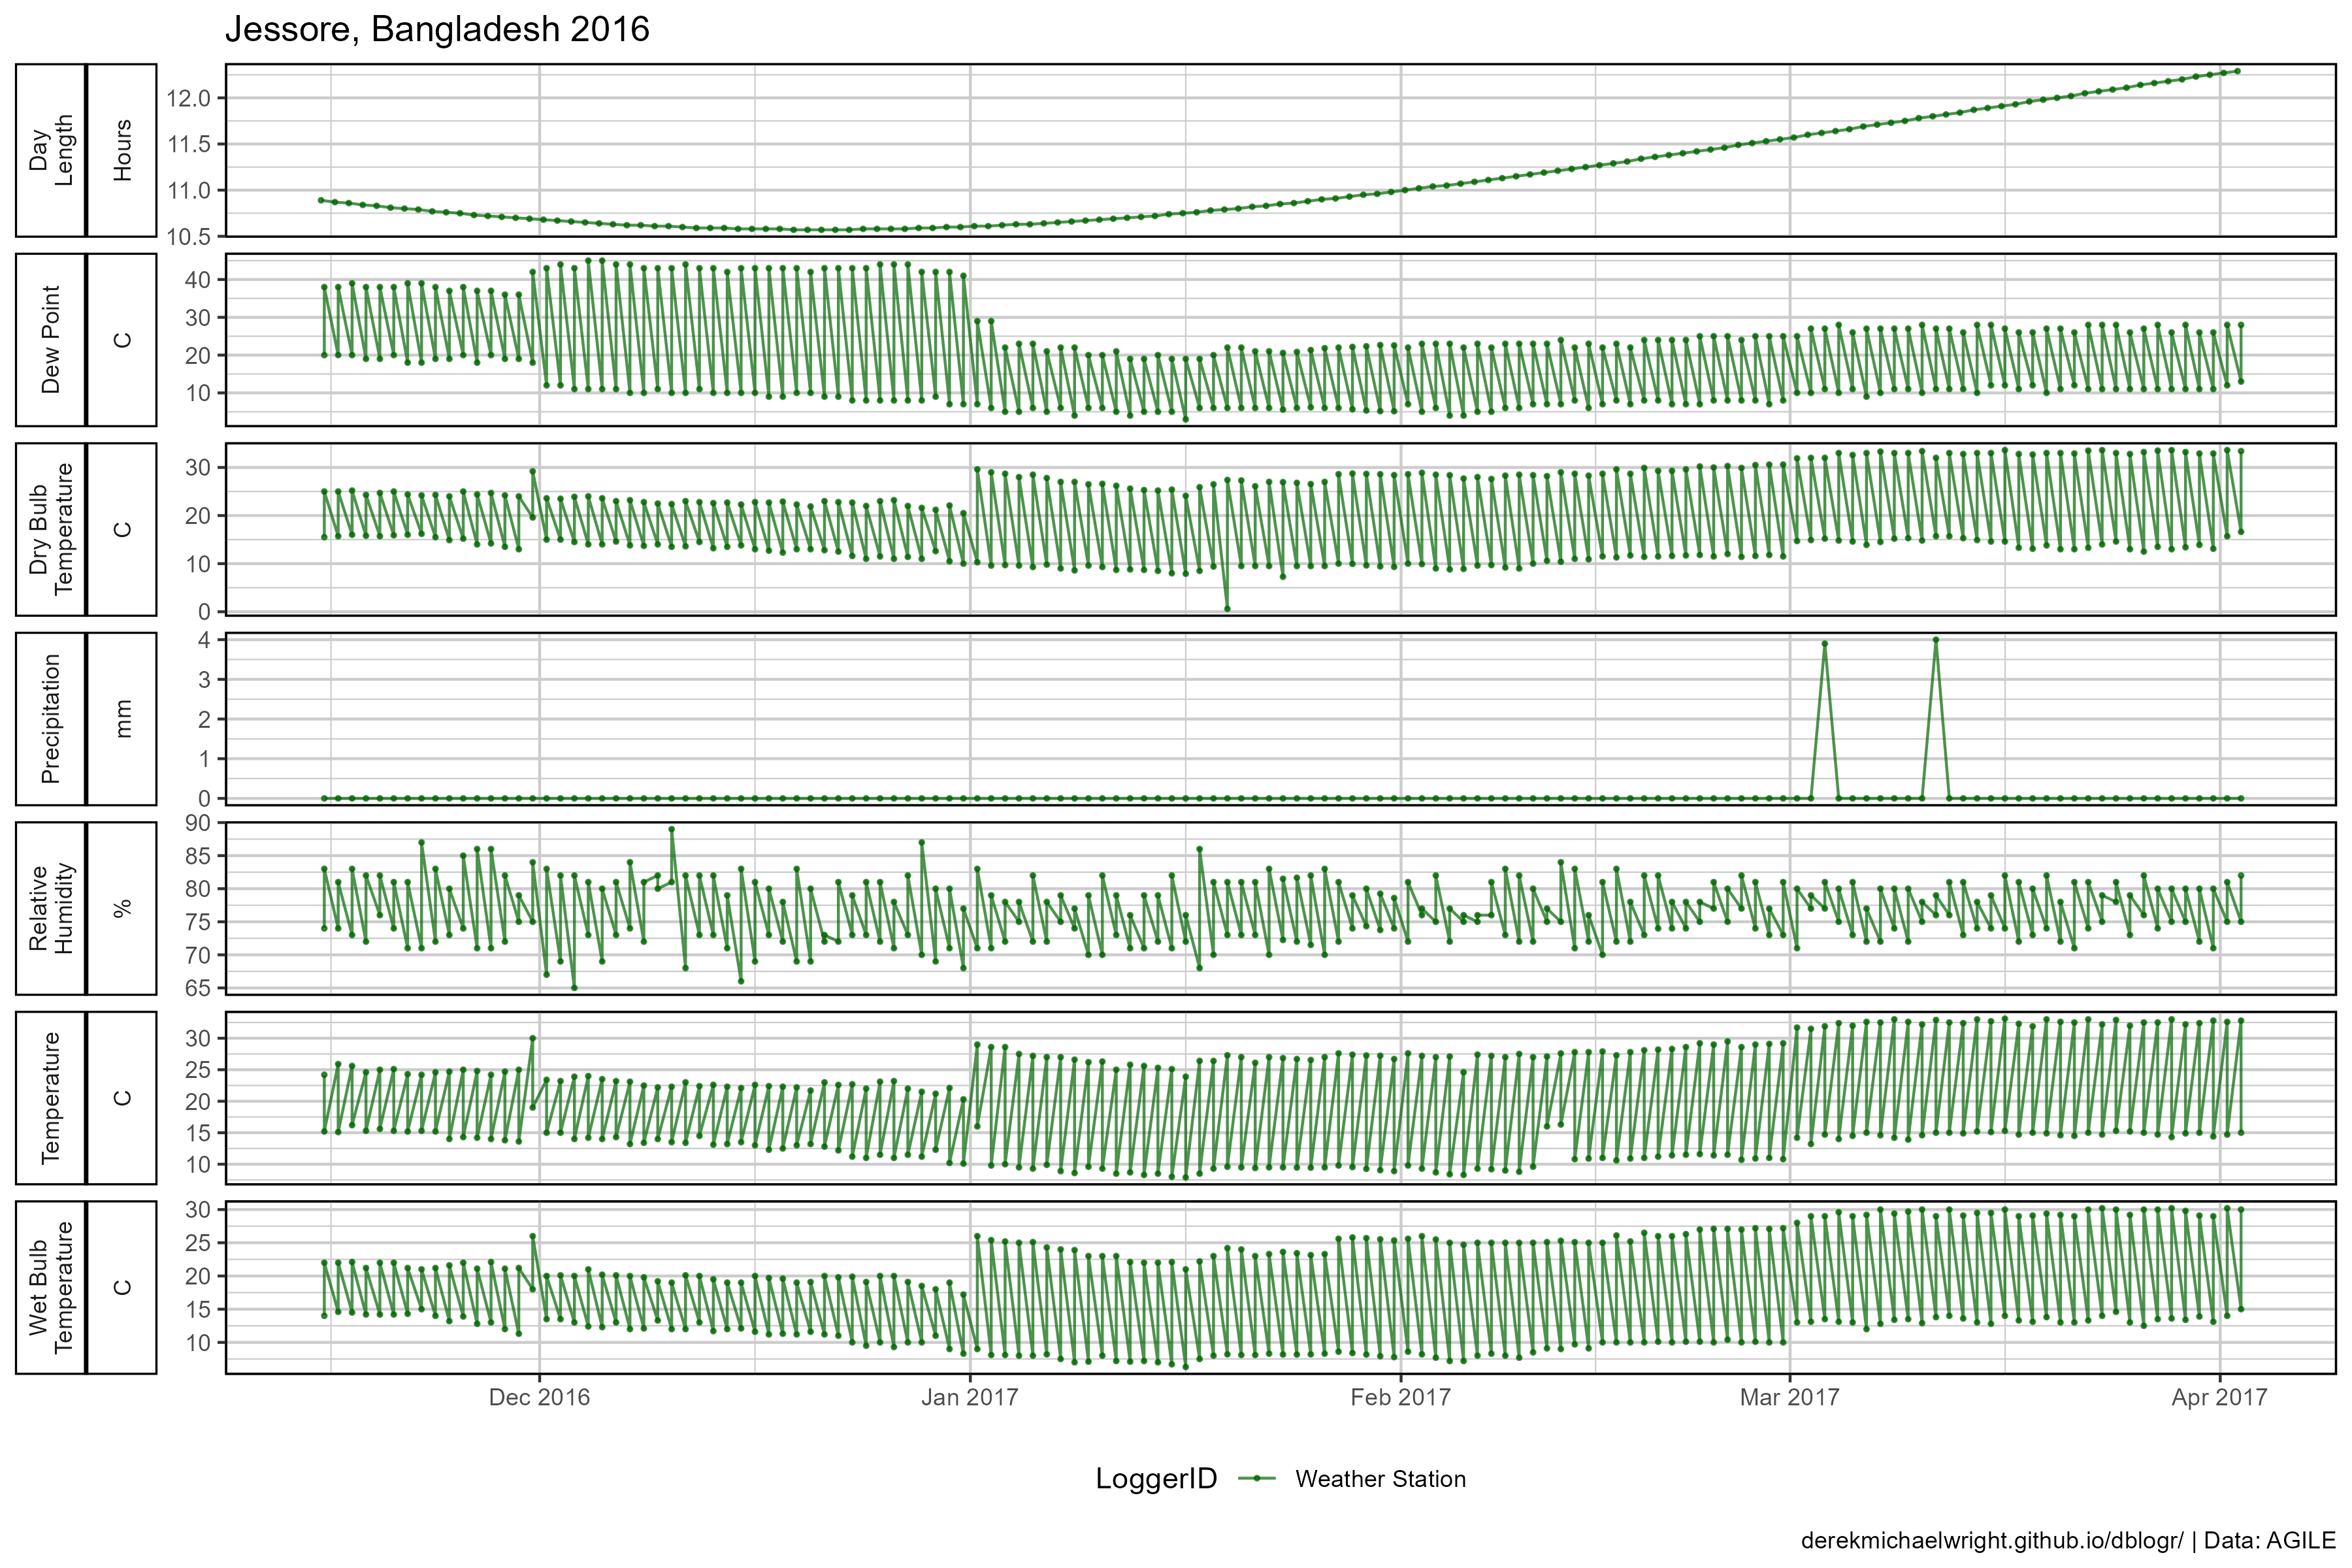 Jessore, Bangladesh 2016
Day
Length
Hours
12.0
11.5
11.0
10.5
Dew Point
C
40
30
20
10
Dry Bulb
Temperature
C
30
20
10
0
Precipitation
mm
4
3
2
1
0
Relative
Humidity
%
90
85
80
75
70
65
Temperature
C
30
25
20
15
10
Wet Bulb
Temperature
C
30
25
20
15
10
Dec 2016 Jan 2017 Feb 2017 Mar 2017 Apr 2017
LoggerID Weather Station
derekmichaelwright.github.io/dblogr/ | Data: AGILE